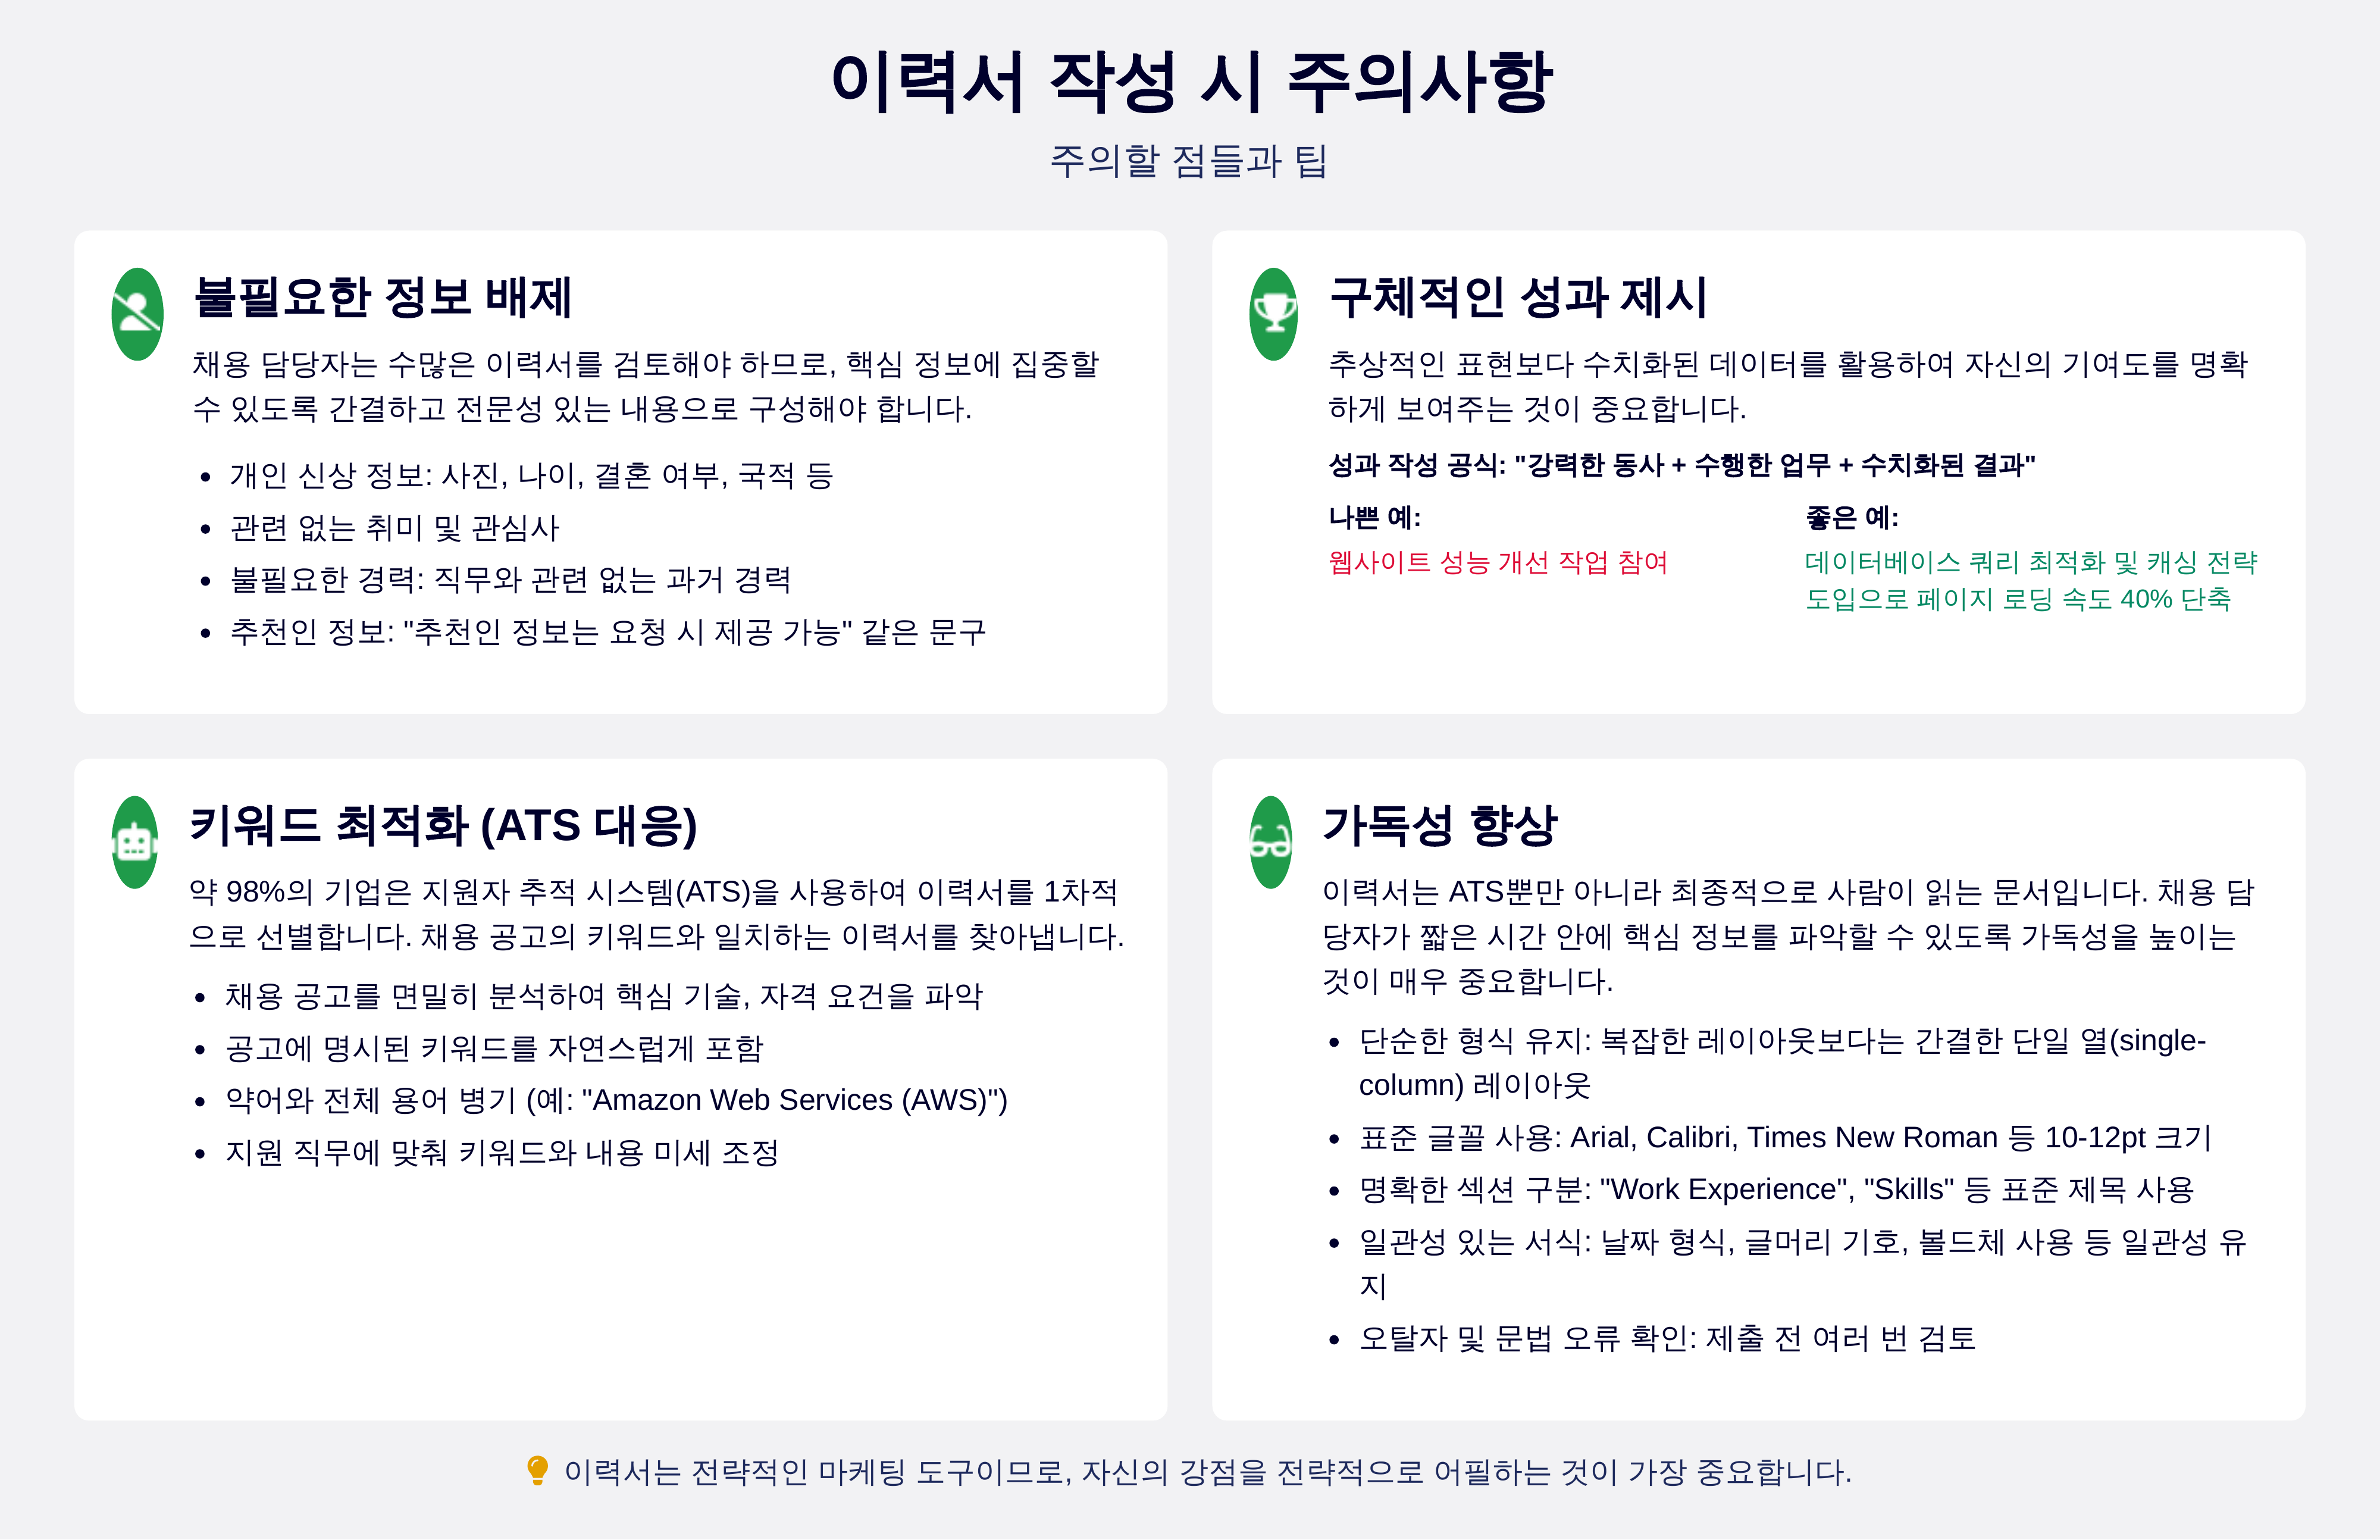 이력서 작성 시 주의사항
주의할 점들과 팁
불필요한 정보 배제
채용 담당자는 수많은 이력서를 검토해야 하므로, 핵심 정보에 집중할
수 있도록 간결하고 전문성 있는 내용으로 구성해야 합니다.
• 개인 신상 정보: 사진, 나이, 결혼 여부, 국적 등
• 관련 없는 취미 및 관심사
• 불필요한 경력: 직무와 관련 없는 과거 경력
• 추천인 정보: "추천인 정보는 요청 시 제공 가능" 같은 문구
구체적인 성과 제시
추상적인 표현보다 수치화된 데이터를 활용하여 자신의 기여도를 명확
하게 보여주는 것이 중요합니다.
성과 작성 공식: "강력한 동사 + 수행한 업무 + 수치화된 결과"
나쁜 예:
웹사이트 성능 개선 작업 참여
좋은 예:
데이터베이스 쿼리 최적화 및 캐싱 전략
도입으로 페이지 로딩 속도 40% 단축
키워드 최적화 (ATS 대응)
약 98%의 기업은 지원자 추적 시스템(ATS)을 사용하여 이력서를 1차적
으로 선별합니다. 채용 공고의 키워드와 일치하는 이력서를 찾아냅니다.
• 채용 공고를 면밀히 분석하여 핵심 기술, 자격 요건을 파악
• 공고에 명시된 키워드를 자연스럽게 포함
• 약어와 전체 용어 병기 (예: "Amazon Web Services (AWS)")
• 지원 직무에 맞춰 키워드와 내용 미세 조정
가독성 향상
이력서는 ATS뿐만 아니라 최종적으로 사람이 읽는 문서입니다. 채용 담
당자가 짧은 시간 안에 핵심 정보를 파악할 수 있도록 가독성을 높이는
것이 매우 중요합니다.
• 단순한 형식 유지: 복잡한 레이아웃보다는 간결한 단일 열(single-
column) 레이아웃
• 표준 글꼴 사용: Arial, Calibri, Times New Roman 등 10-12pt 크기
• 명확한 섹션 구분: "Work Experience", "Skills" 등 표준 제목 사용
• 일관성 있는 서식: 날짜 형식, 글머리 기호, 볼드체 사용 등 일관성 유
지
• 오탈자 및 문법 오류 확인: 제출 전 여러 번 검토
이력서는 전략적인 마케팅 도구이므로, 자신의 강점을 전략적으로 어필하는 것이 가장 중요합니다.